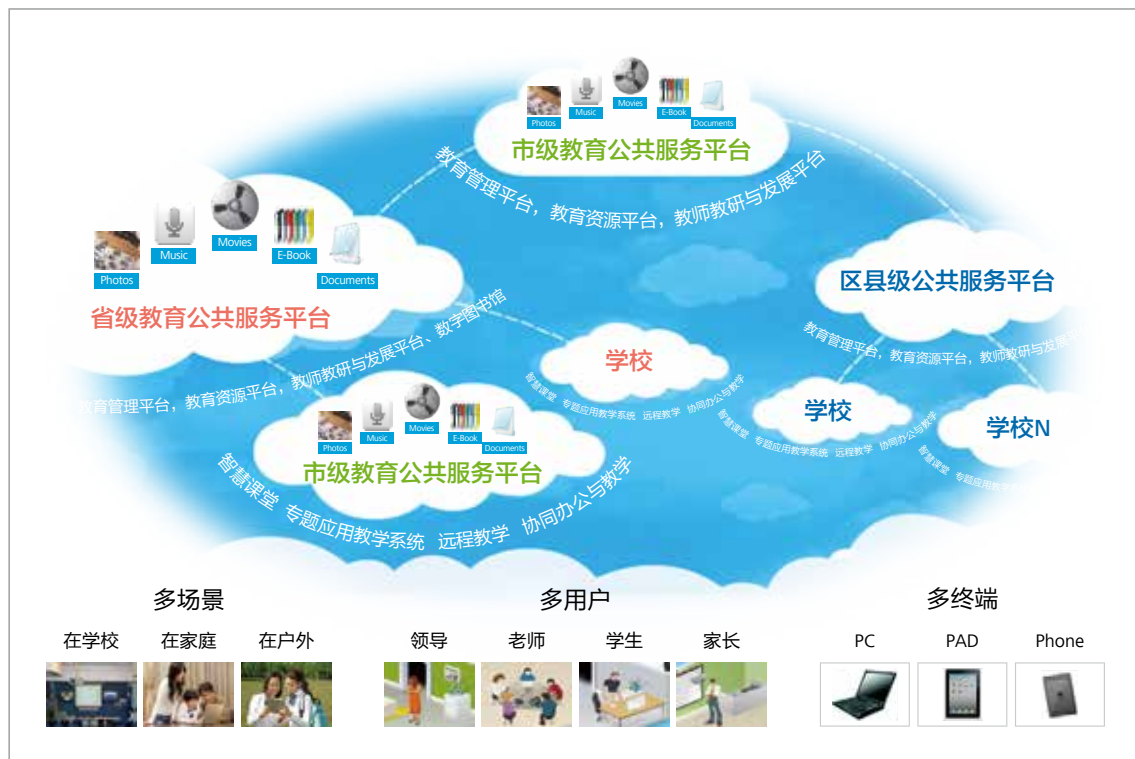 Photos
Music
Movies
E-Book
Documents
市级教育公共服务平台
教育管理平台，教育资源平台，教师教研与发展平台
Photos
Music
Movies
E-Book
Documents
省级教育公共服务平台
教育管理平台，教育资源平台，教师教研与发展平台、数字图书馆
区县级公共服务平台
教育管理平台，教育资源平台，教师教研与发展平
学校
智慧课堂 专题应用教学系统 远程教学 协同办公与教学
Photos
Music
Movies
E-Book
Documents
市级教育公共服务平台
智慧课堂 专题应用教学系统 远程教学 协同办公与教学
学校
智慧课堂 专题应用教学系统 远程教学 协同办公与教学
学校N
智慧课堂 专题应用教学
多场景
在学校 在家庭 在户外
多用户
领导 老师 学生 家长
多终端
PC PAD Phone